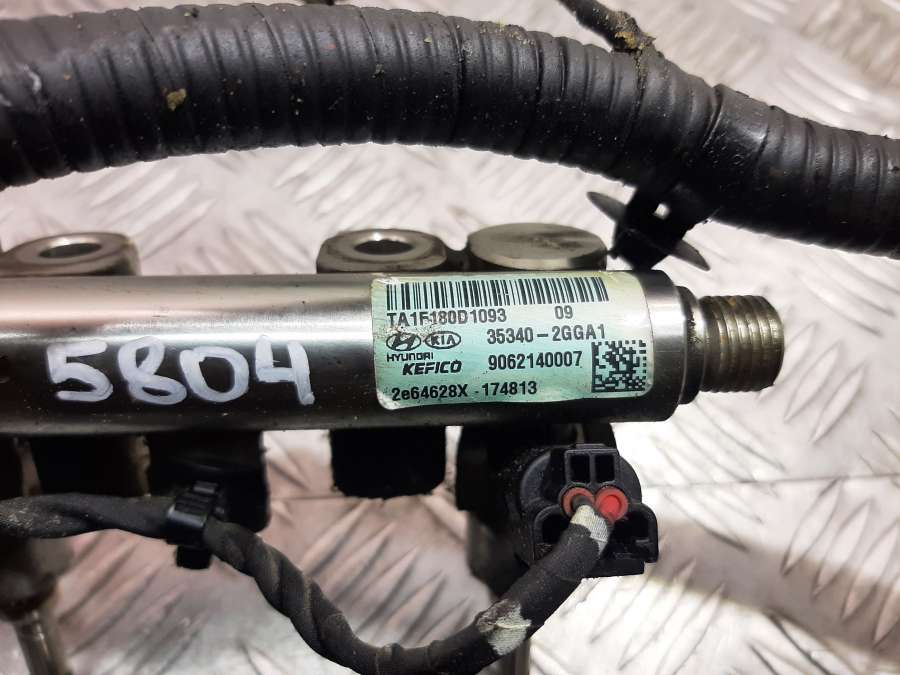 5804
TA1F180D1093 09
KIA 35340-2GGA1
HYUNDAI
KEFICO 9062140007
2e64628X - 174813